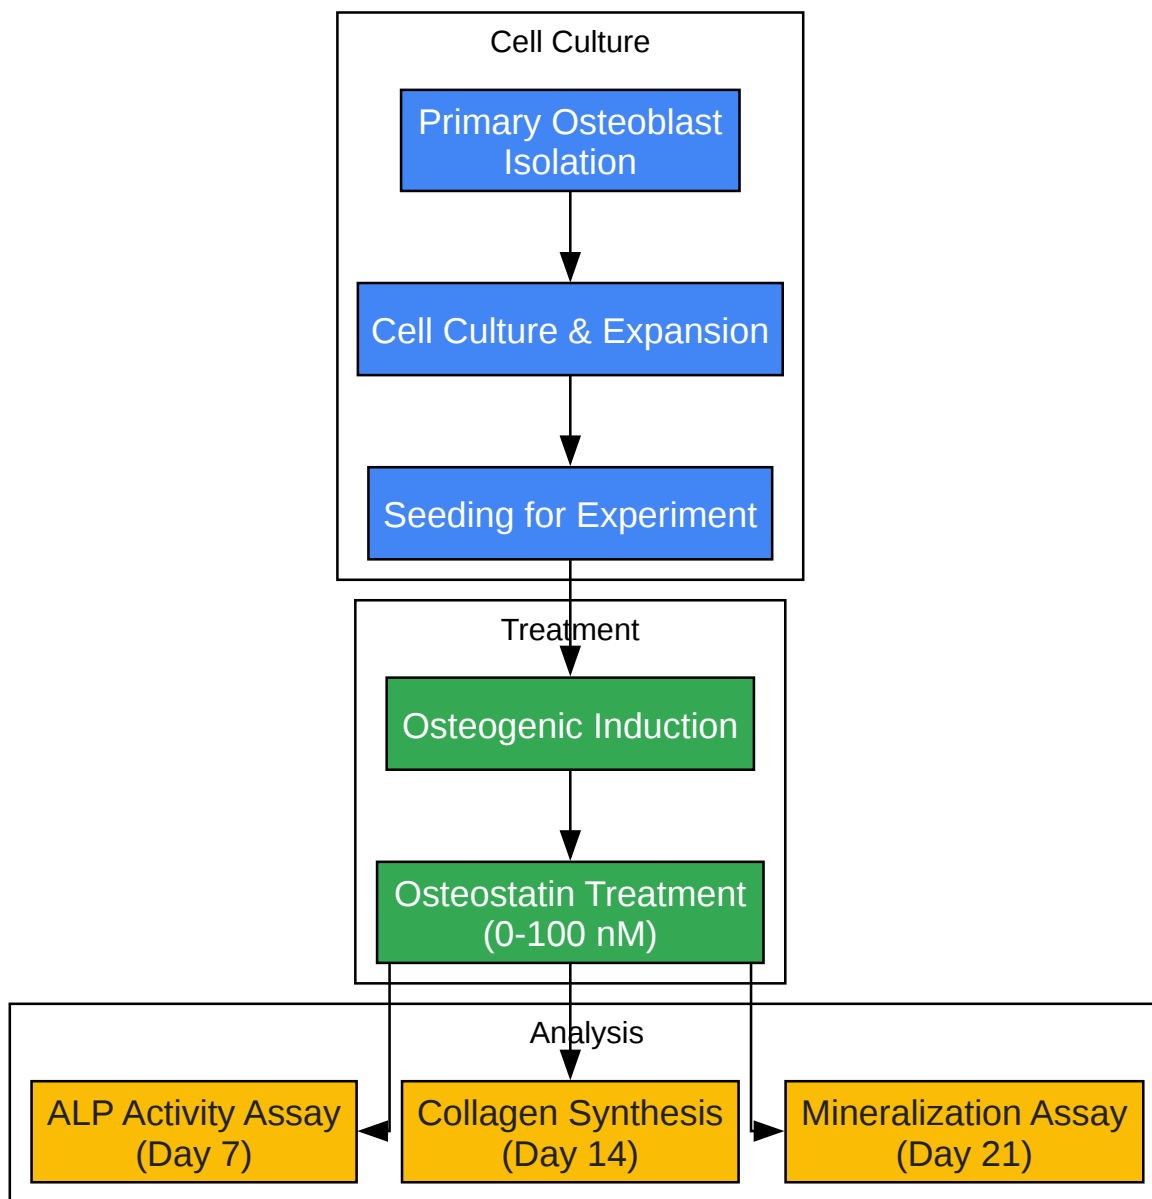 Cell Culture
Primary Osteoblast
Isolation
Cell Culture & Expansion
Seeding for Experiment
Treatment
Osteogenic Induction
Osteostatin Treatment
(0-100 nM)
Analysis
ALP Activity Assay
(Day 7)
Collagen Synthesis
(Day 14)
Mineralization Assay
(Day 21)